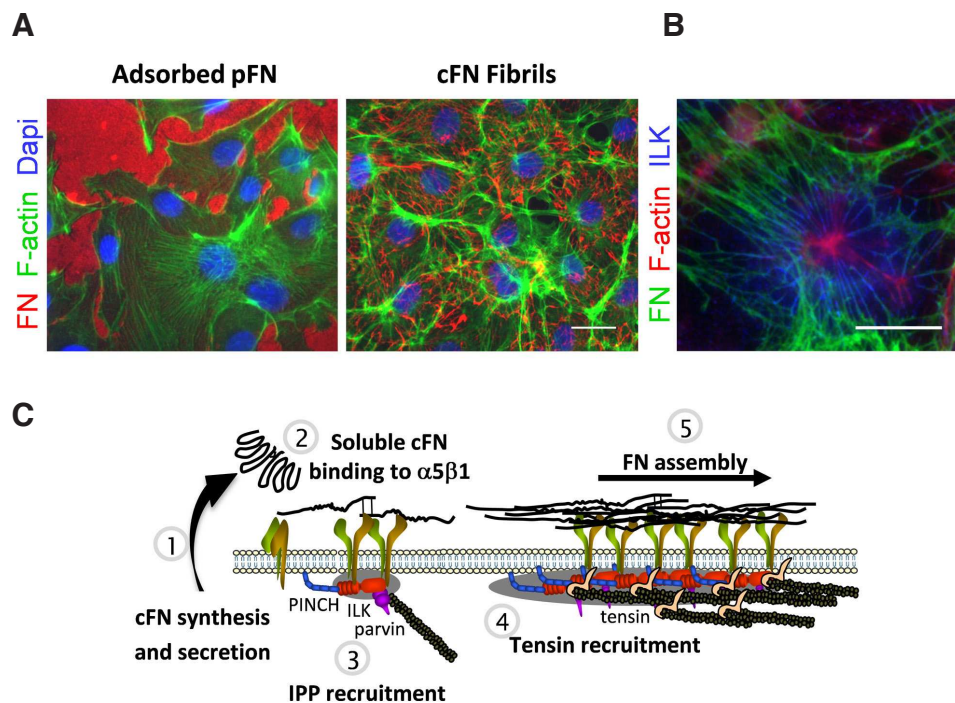 A
B
Adsorbed pFN
cFN Fibrils
FN F-actin Dapi
FN F-actin ILK
C
1
cFN synthesis
and secretion
2
Soluble cFN
binding to α5β1
PINCH
ILK
parvin
3
IPP recruitment
5
FN assembly
tensin
4
Tensin recruitment